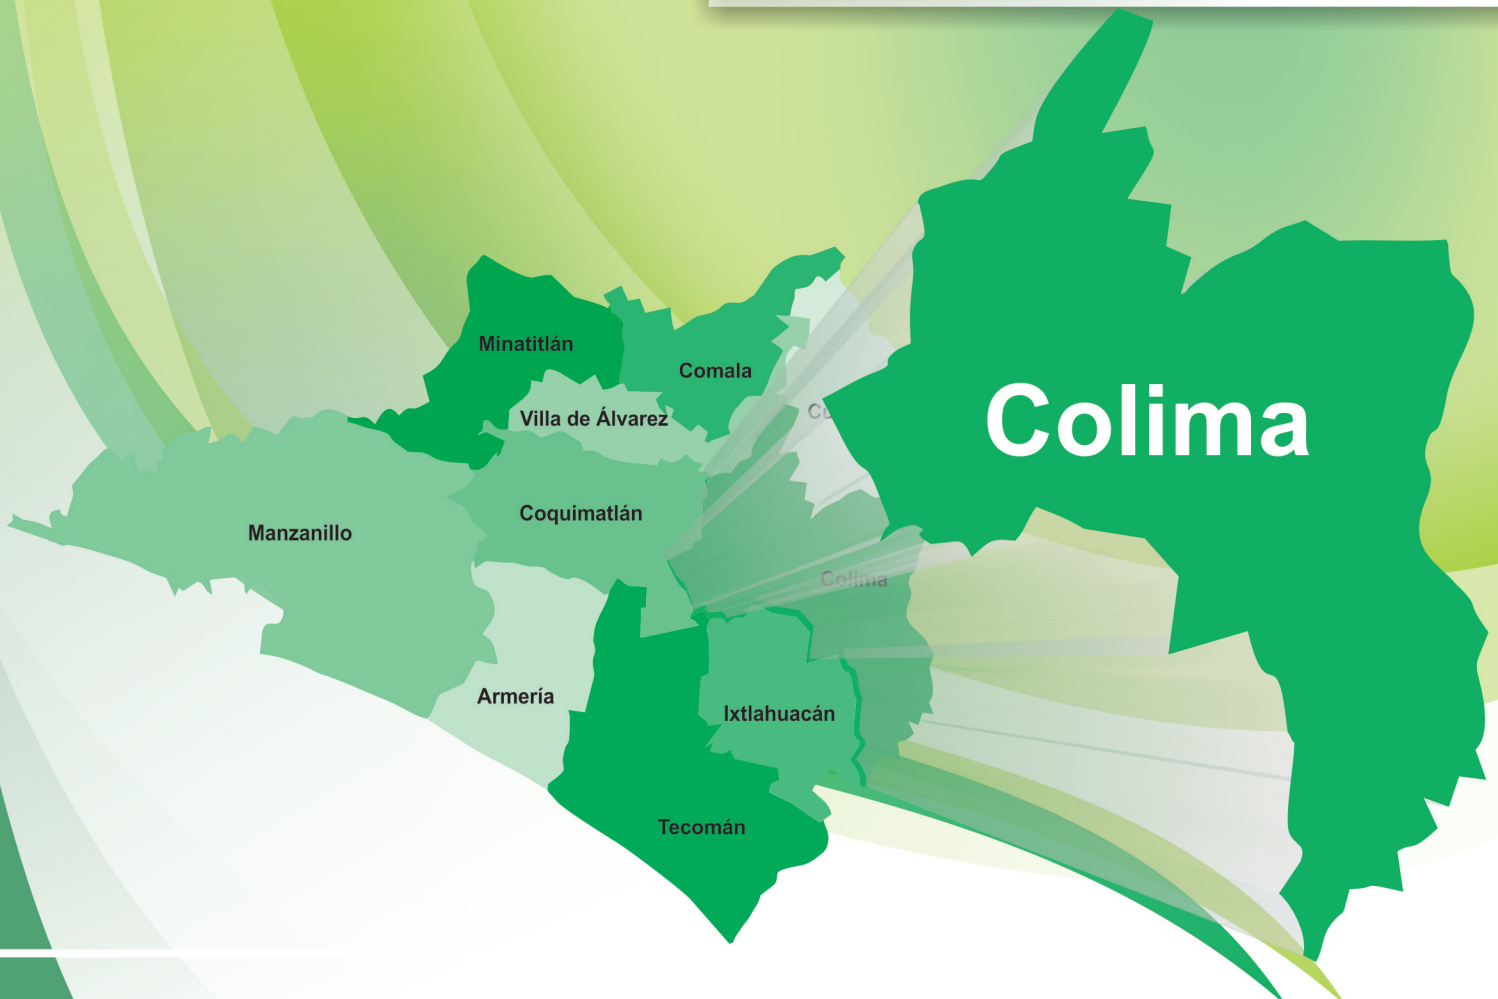 Minatitlán
Comala
Villa de Álvarez
Colima
Coquimatlán
Manzanillo
Colima
Armería
Ixtlahuacán
Tecomán